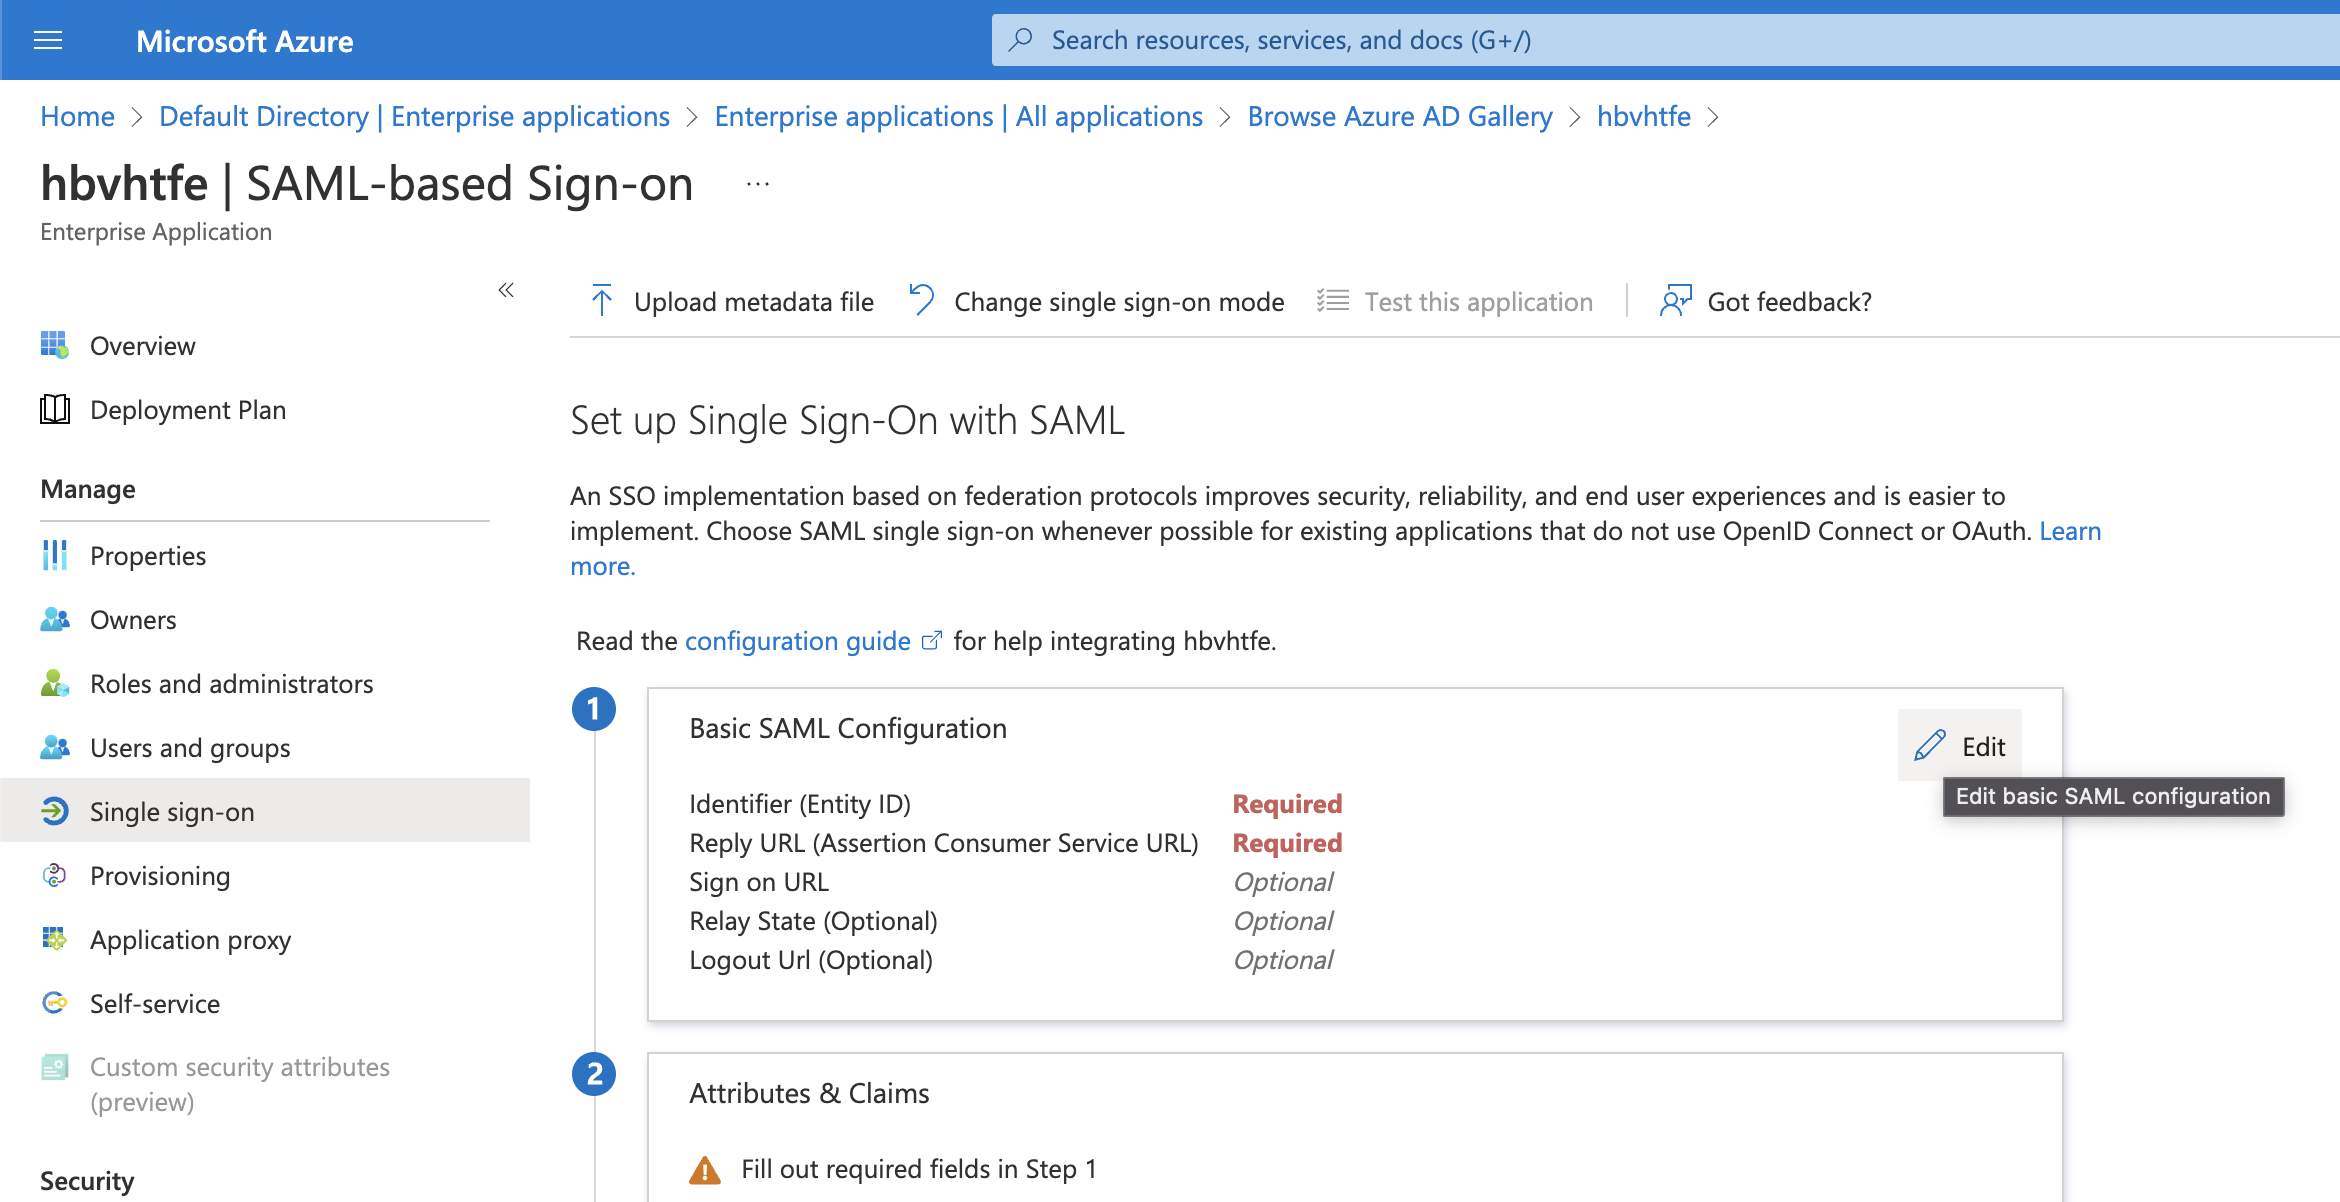 Microsoft Azure
Search resources, services, and docs (G+/)
Home > Default Directory | Enterprise applications > Enterprise applications | All applications > Browse Azure AD Gallery > hbvhtfe >
hbvhtfe | SAML-based Sign-on ...
Enterprise Application
«
Overview
Deployment Plan
Manage
Properties
Owners
Roles and administrators
Users and groups
Single sign-on
Provisioning
Application proxy
Self-service
Custom security attributes
(preview)
Security
Upload metadata file
Change single sign-on mode
Test this application
Got feedback?
Set up Single Sign-On with SAML
An SSO implementation based on federation protocols improves security, reliability, and end user experiences and is easier to
implement. Choose SAML single sign-on whenever possible for existing applications that do not use OpenID Connect or OAuth. Learn
more.
Read the configuration guide for help integrating hbvhtfe.
1
Basic SAML Configuration
Edit
Edit basic SAML configuration
Identifier (Entity ID) Required
Reply URL (Assertion Consumer Service URL) Required
Sign on URL Optional
Relay State (Optional) Optional
Logout Url (Optional) Optional
2
Attributes & Claims
Fill out required fields in Step 1